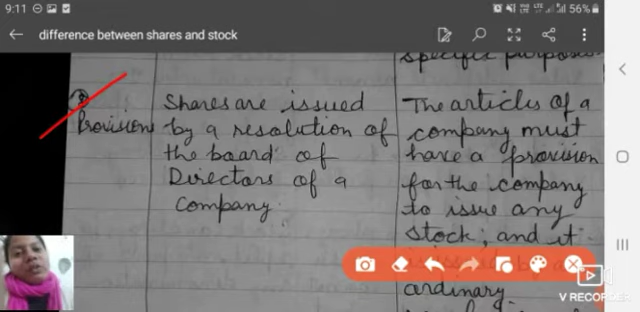 9:11
56%
difference between shares and stock
specific purpose
Provision
Shares are issued
by a resolution of
the board of
Directors of a
company.
The articles of a
company must
have a provision
for the company
to issue any
stock, and it
ordinary
V RECORDER